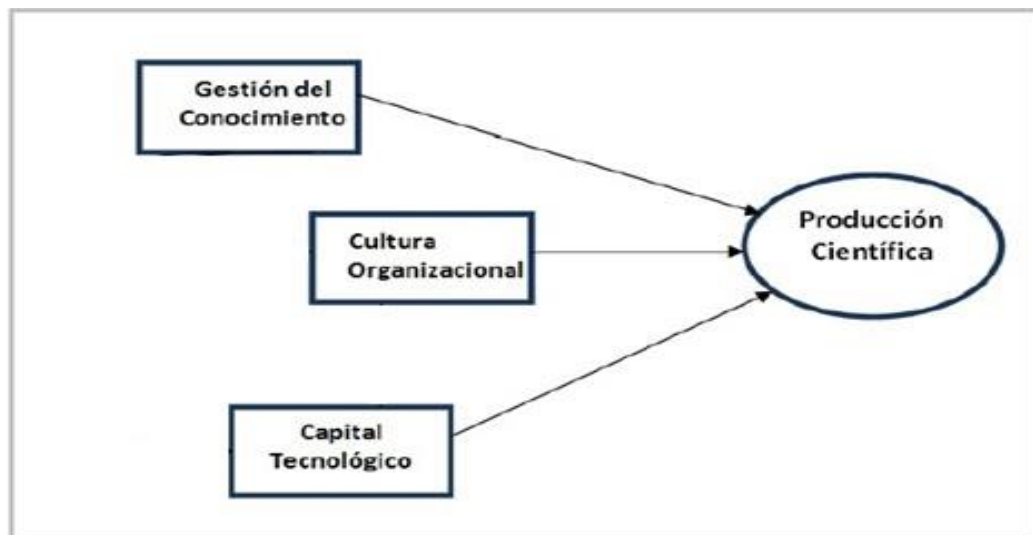 Gestión del
Conocimiento
Cultura
Organizacional
Producción
Científica
Capital
Tecnológico